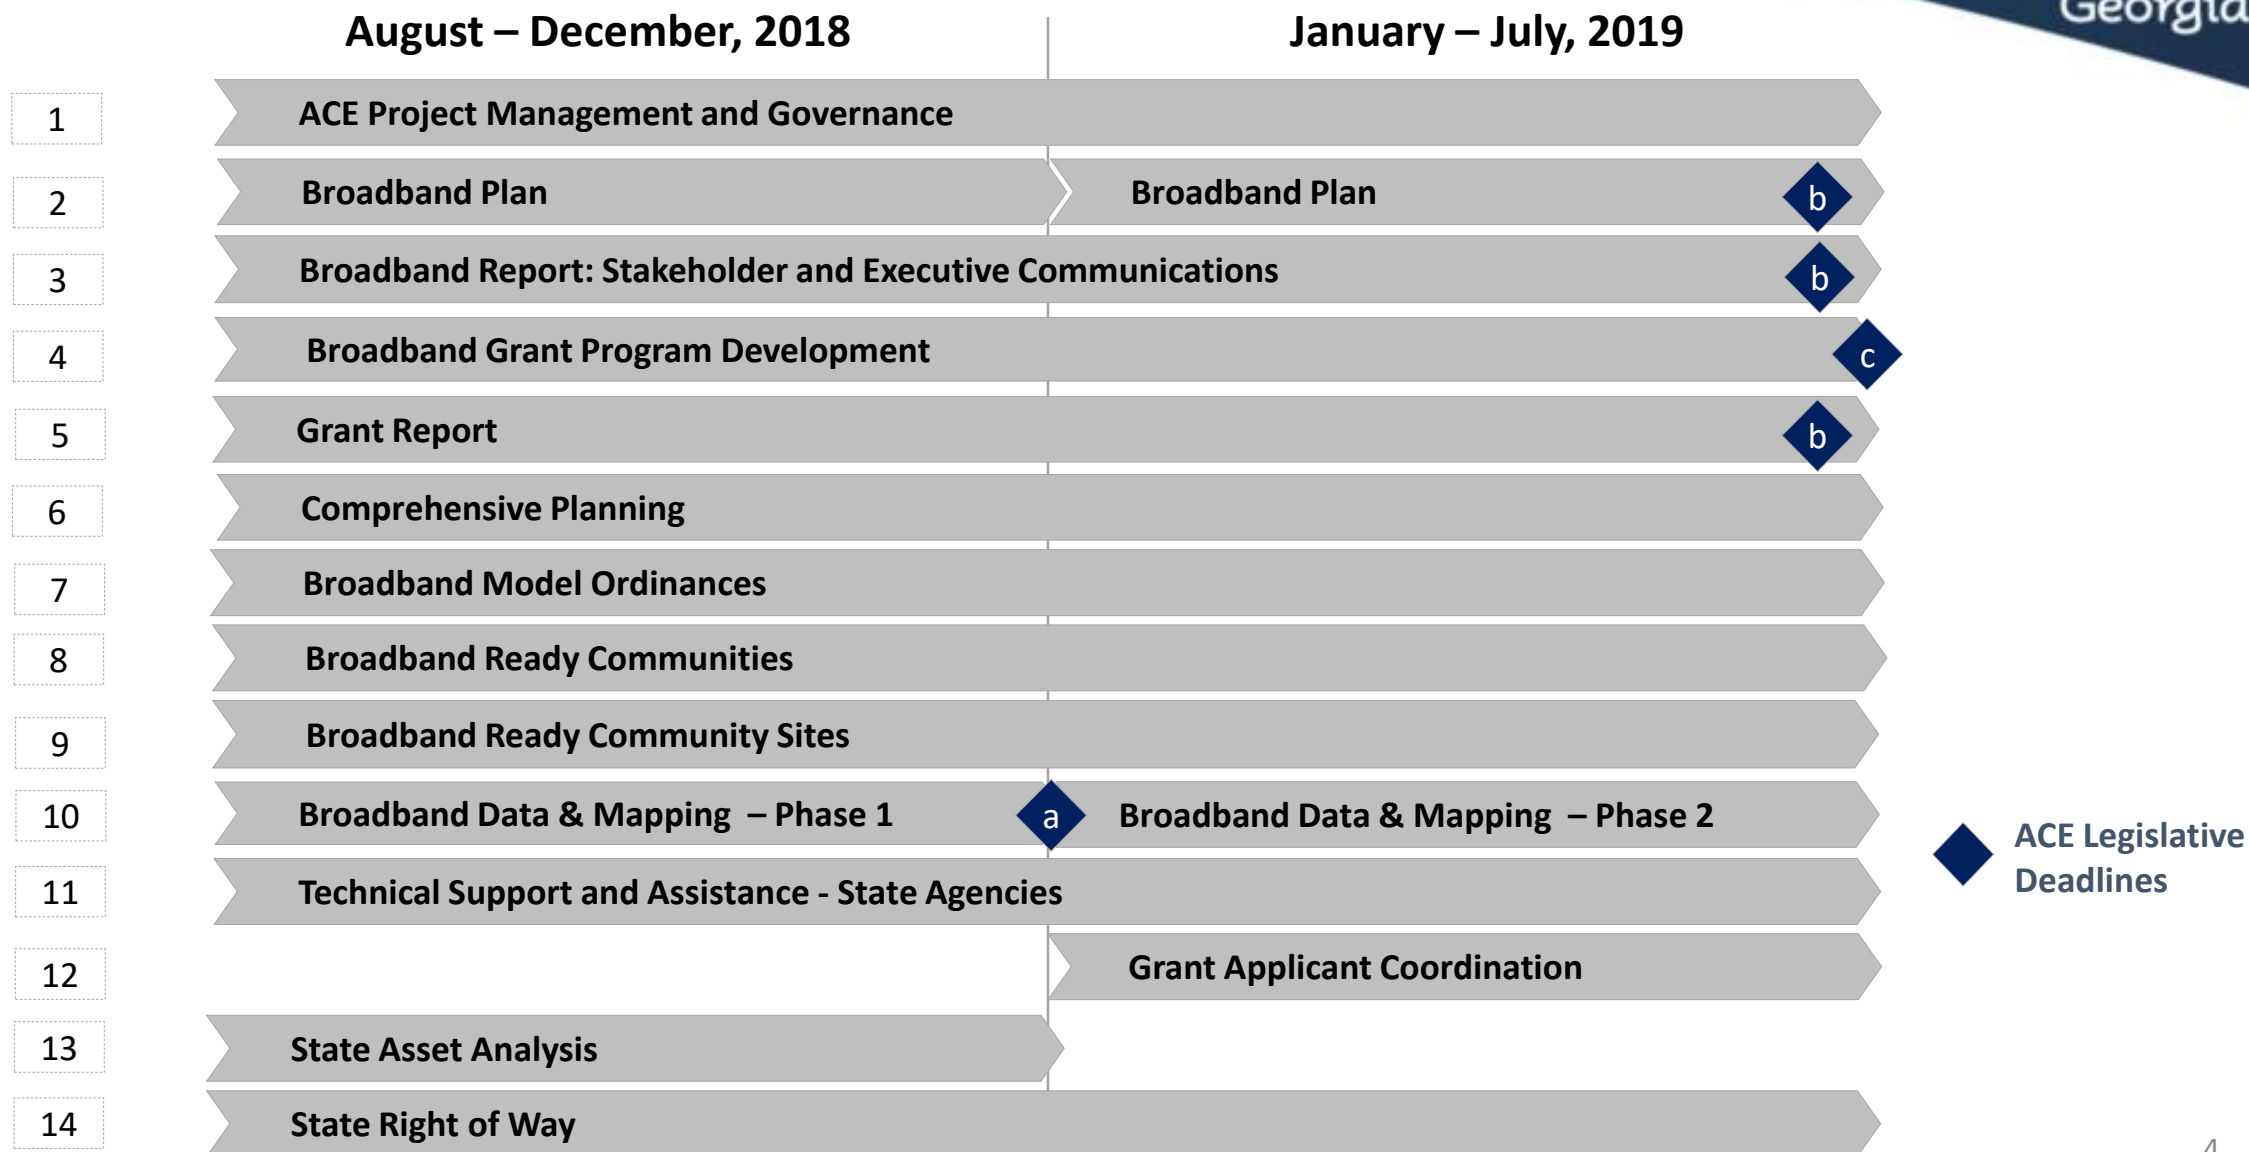 Georgia
August – December, 2018
January – July, 2019
1
ACE Project Management and Governance
2
Broadband Plan
Broadband Plan
b
3
Broadband Report: Stakeholder and Executive Communications
b
4
Broadband Grant Program Development
c
5
Grant Report
b
6
Comprehensive Planning
7
Broadband Model Ordinances
8
Broadband Ready Communities
9
Broadband Ready Community Sites
10
Broadband Data & Mapping – Phase 1
a
Broadband Data & Mapping – Phase 2
ACE Legislative
Deadlines
11
Technical Support and Assistance - State Agencies
12
Grant Applicant Coordination
13
State Asset Analysis
14
State Right of Way
4